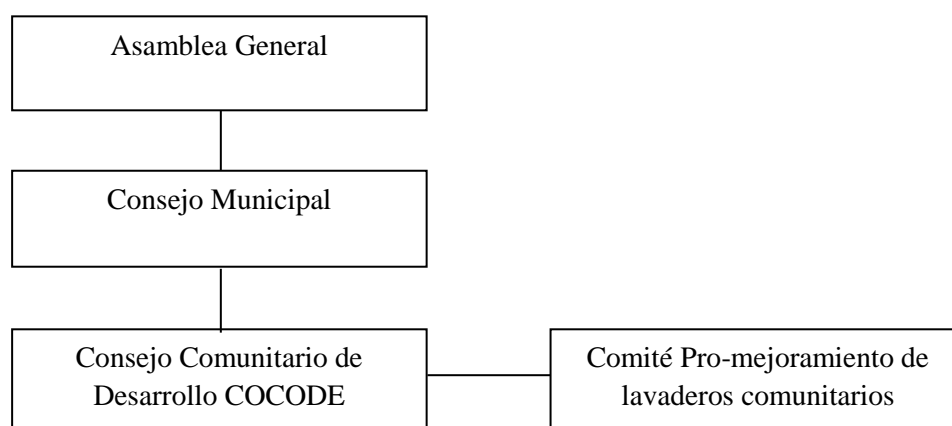 Asamblea General
Consejo Municipal
Consejo Comunitario de
Desarrollo COCODE
Comité Pro-mejoramiento de
lavaderos comunitarios